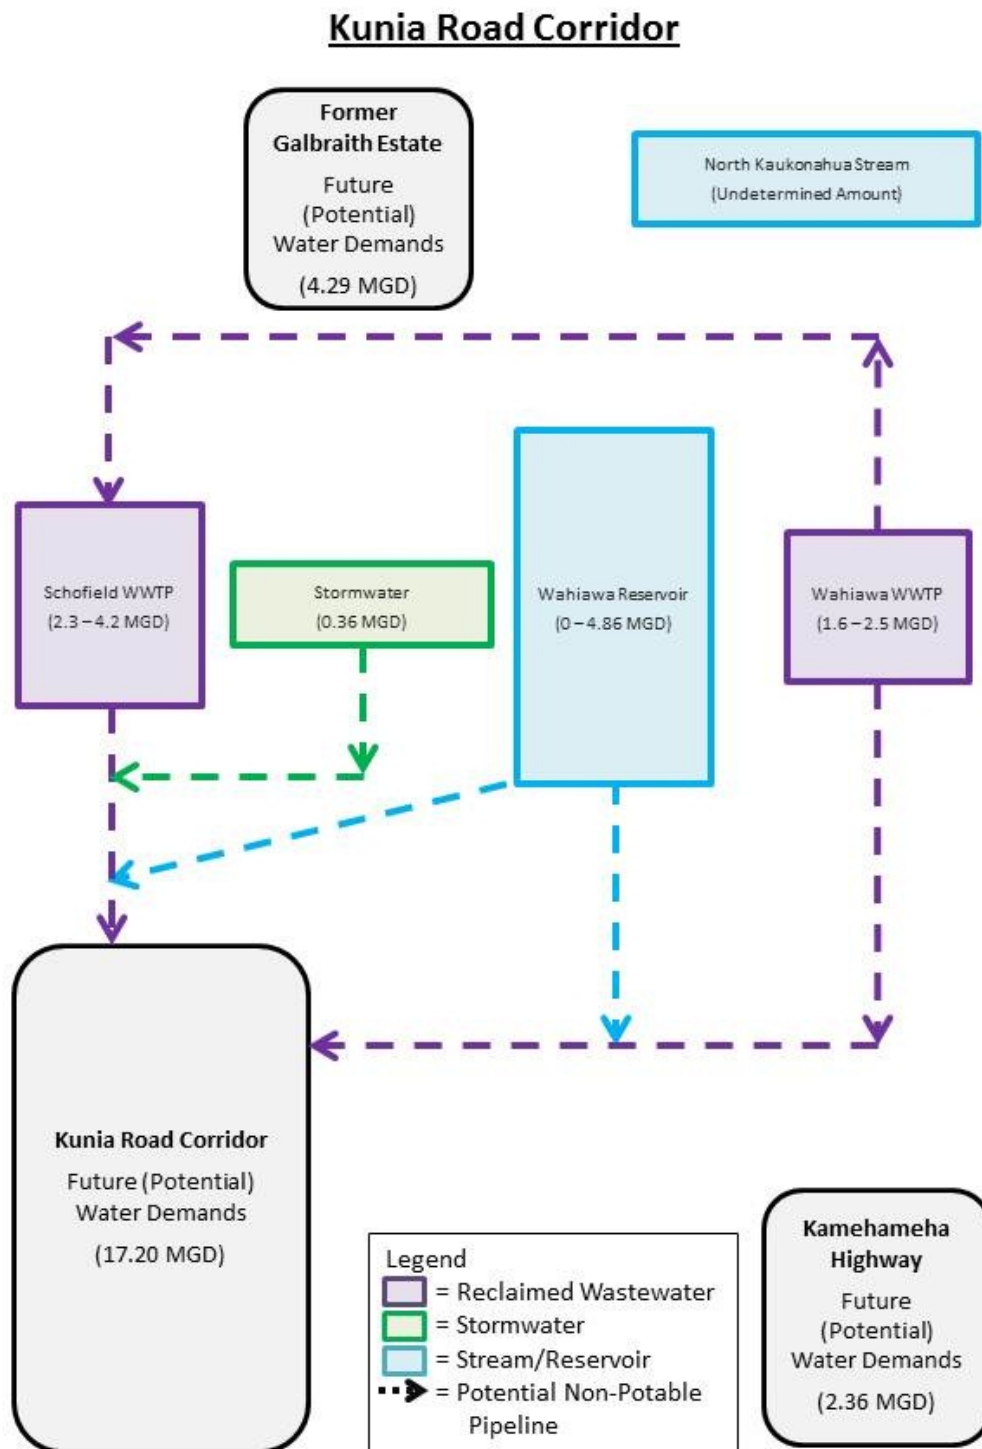 Kunia Road Corridor
Former
Galbraith Estate
Future
(Potential)
Water Demands
(4.29 MGD)
North Kaukonahua Stream
(Undetermined Amount)
Schofield WWTP
(2.3 – 4.2 MGD)
Stormwater
(0.36 MGD)
Wahiawa Reservoir
(0 – 4.86 MGD)
Wahiawa WWTP
(1.6 – 2.5 MGD)
Kunia Road Corridor
Future (Potential)
Water Demands
(17.20 MGD)
Legend
= Reclaimed Wastewater
= Stormwater
= Stream/Reservoir
= Potential Non-Potable
Pipeline
Kamehameha
Highway
Future
(Potential)
Water Demands
(2.36 MGD)